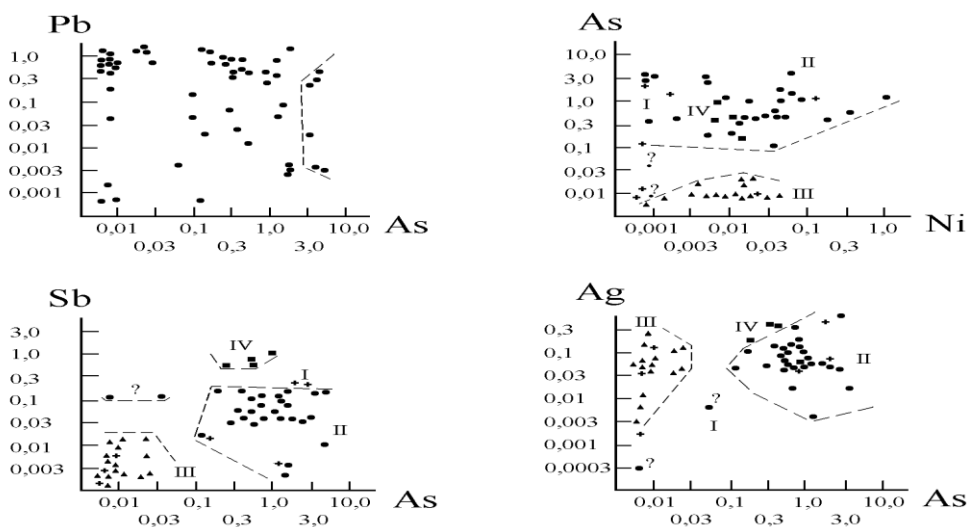 Pb
1,0
0,3
0,1
0,03
0,01
0,003
0,001
0,01 0,1 1,0 10,0
0,03 0,3 3,0
As
As
10,0
3,0
1,0
0,3
0,1
0,03
0,01
I
II
IV
?
?
III
0,001 0,01 0,1 1,0
0,003 0,03 0,3
Ni
Sb
3,0
1,0
0,3
0,1
0,03
0,01
0,003
IV
?
I
II
III
0,01 0,1 1,0 10,0
0,03 0,3 3,0
As
Ag
0,3
0,1
0,03
0,01
0,003
0,001
0,0003
III
IV
II
?
I
?
0,01 0,1 1,0 10,0
0,03 0,3 3,0
As